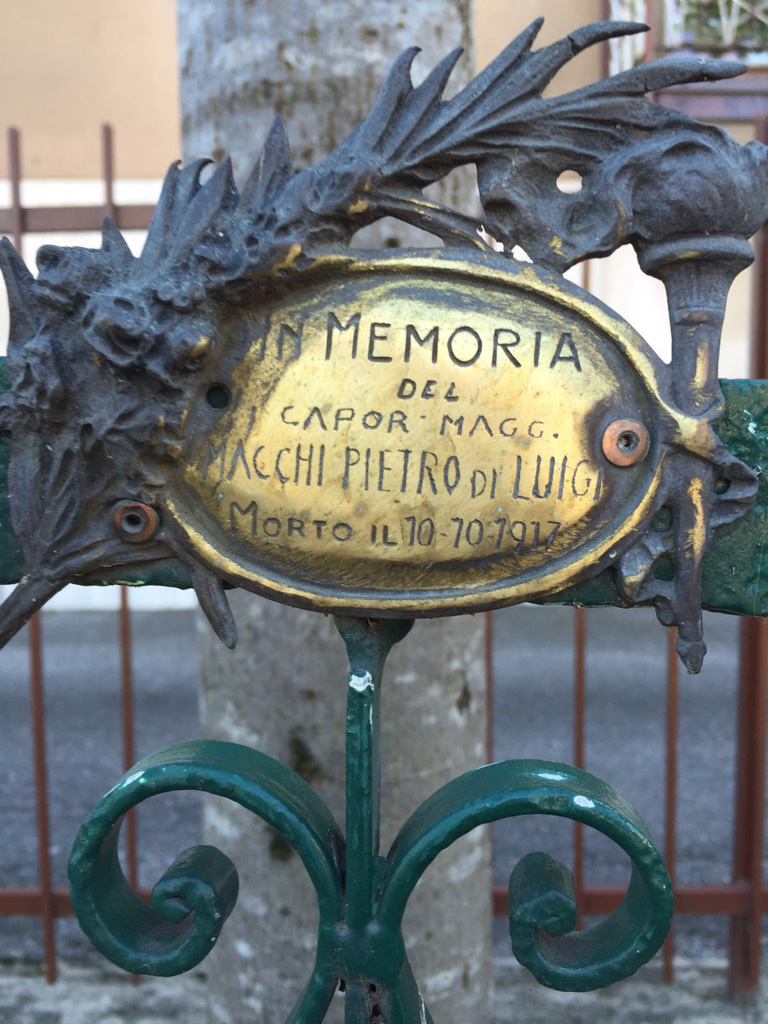 IN MEMORIA
DEL
CAPOR MAGG.
MACCHI PIETRO DI LUIGI
MORTO IL 10-10-1917